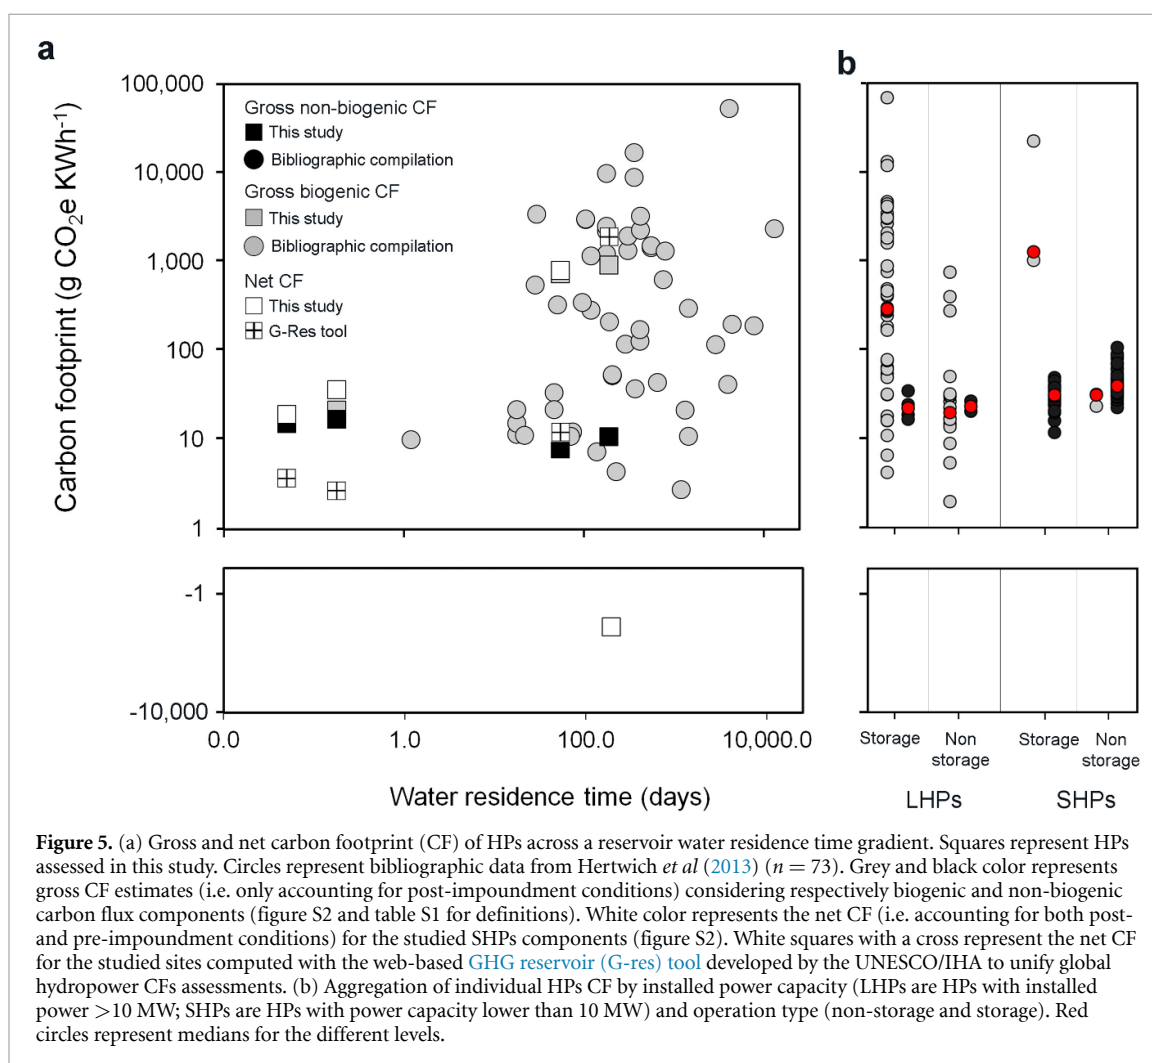 a
b
Carbon footprint (g CO₂e KWh⁻¹)
100,000
10,000
1,000
100
10
1
-1
-10,000
Gross non-biogenic CF
This study
Bibliographic compilation
Gross biogenic CF
This study
Bibliographic compilation
Net CF
This study
G-Res tool
0.0
1.0
100.0
10,000.0
Water residence time (days)
Storage
Non
storage
Storage
Non
storage
LHPs
SHPs
Figure 5. (a) Gross and net carbon footprint (CF) of HPs across a reservoir water residence time gradient. Squares represent HPs
assessed in this study. Circles represent bibliographic data from Hertwich et al (2013) (n = 73). Grey and black color represents
gross CF estimates (i.e. only accounting for post-impoundment conditions) considering respectively biogenic and non-biogenic
carbon flux components (figure S2 and table S1 for definitions). White color represents the net CF (i.e. accounting for both post-
and pre-impoundment conditions) for the studied SHPs components (figure S2). White squares with a cross represent the net CF
for the studied sites computed with the web-based GHG reservoir (G-res) tool developed by the UNESCO/IHA to unify global
hydropower CFs assessments. (b) Aggregation of individual HPs CF by installed power capacity (LHPs are HPs with installed
power >10 MW; SHPs are HPs with power capacity lower than 10 MW) and operation type (non-storage and storage). Red
circles represent medians for the different levels.